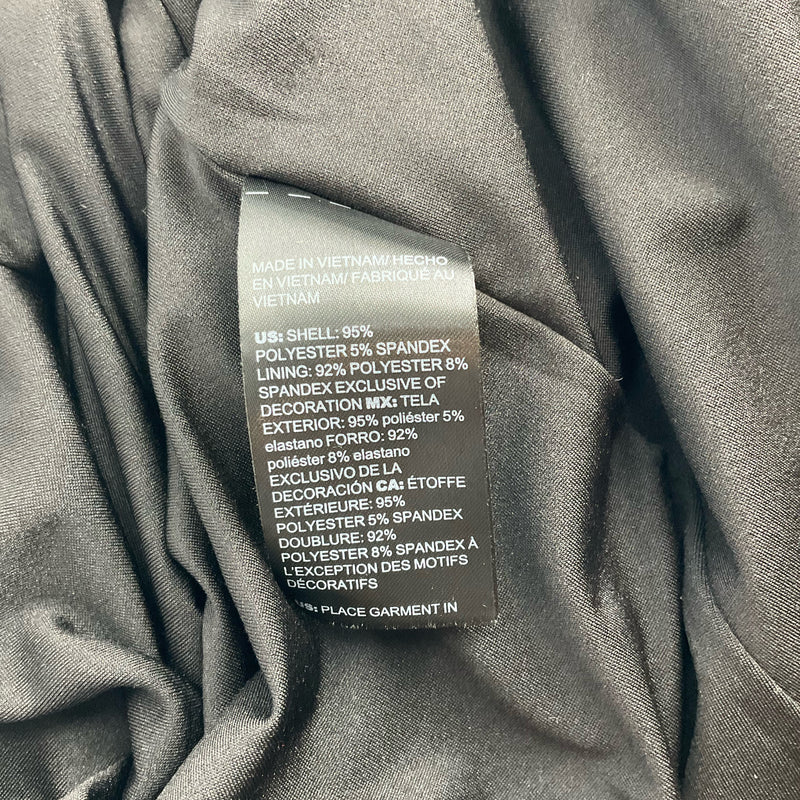 MADE IN VIETNAM/ HECHO
EN VIETNAM/ FABRIQUÉ AU
VIETNAM
US: SHELL: 95%
POLYESTER 5% SPANDEX
LINING: 92% POLYESTER 8%
SPANDEX EXCLUSIVE OF
DECORATION MX: TELA
EXTERIOR: 95% poliéster 5%
elastano FORRO: 92%
poliéster 8% elastano
EXCLUSIVO DE LA
DECORACIÓN CA: ÉTOFFE
EXTÉRIEURE: 95%
POLYESTER 5% SPANDEX
DOUBLURE: 92%
POLYESTER 8% SPANDEX À
L'EXCEPTION DES MOTIFS
DÉCORATIFS
US: PLACE GARMENT IN